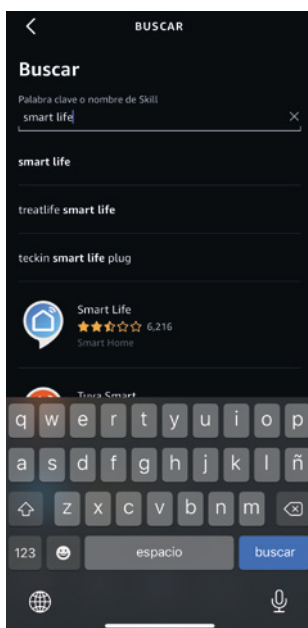 BUSCAR
Buscar
Palabra clave o nombre de Skill
smart life
smart life
treatlife smart life
teckin smart life plug
Smart Life
6,216
Smart Home
Tuya Smart
q w e r t y u i o p
a s d f g h j k l ñ
z x c v b n m
123 espacio buscar